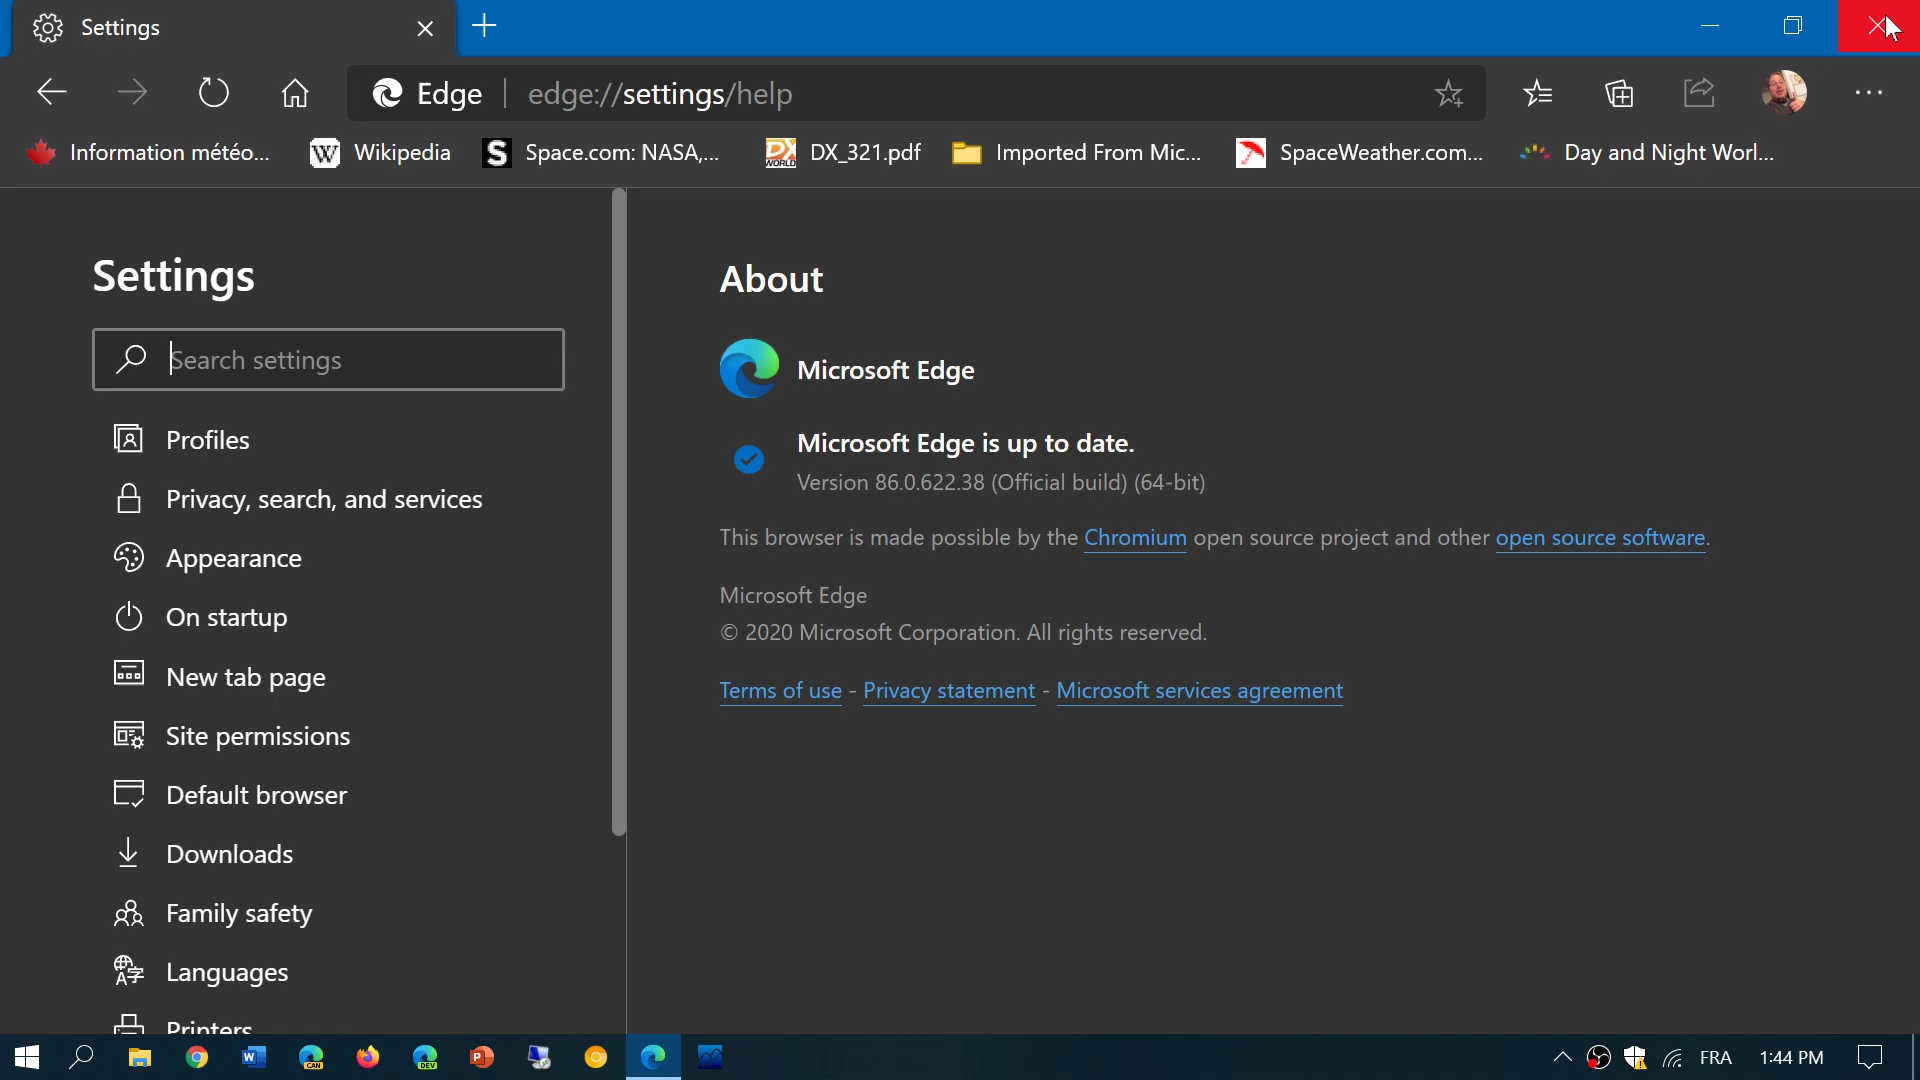 Settings
Edge
edge://settings/help
Information météo...
W Wikipedia
S Space.com: NASA,...
DX WORLD DX_321.pdf
Imported From Mic...
SpaceWeather.com...
Day and Night Worl...
Settings
Search settings
Profiles
Privacy, search, and services
Appearance
On startup
New tab page
Site permissions
Default browser
Downloads
Family safety
Languages
Printers
About
Microsoft Edge
Microsoft Edge is up to date.
Version 86.0.622.38 (Official build) (64-bit)
This browser is made possible by the Chromium open source project and other open source software.
Microsoft Edge
© 2020 Microsoft Corporation. All rights reserved.
Terms of use - Privacy statement - Microsoft services agreement
W CAN DEV P FRA 1:44 PM